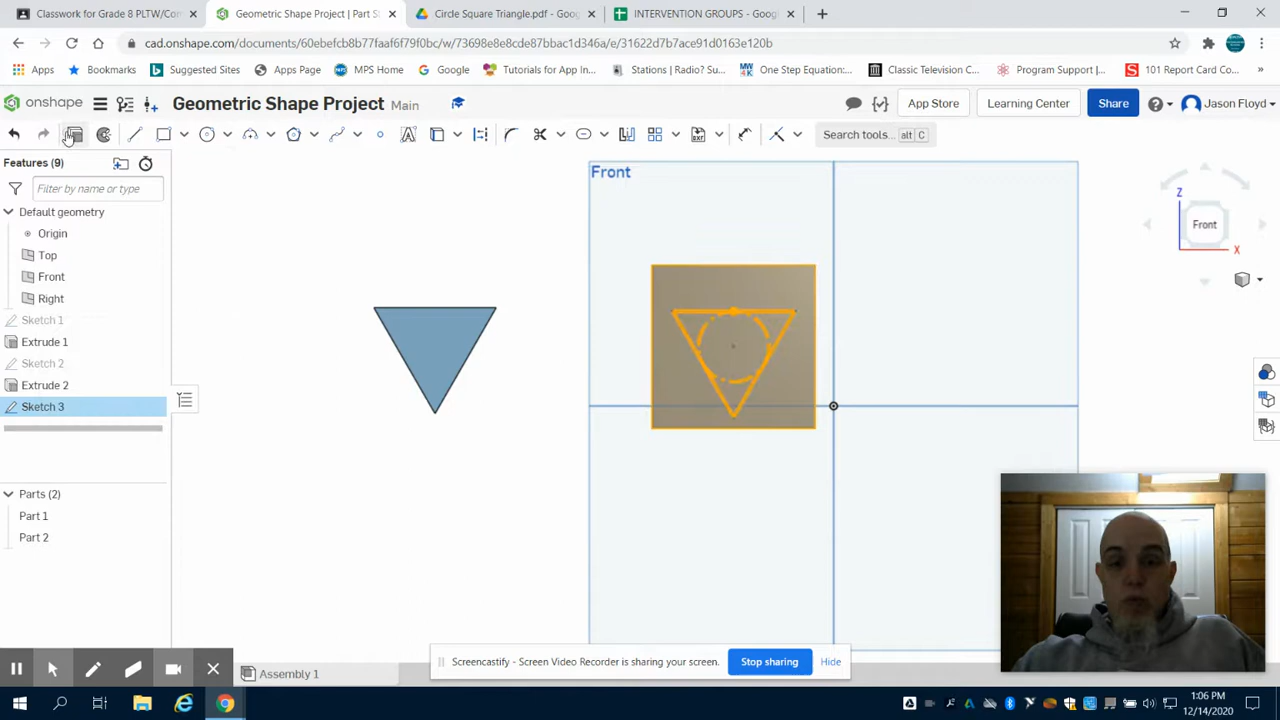 Classwork for Grade 8 PLTW/Con
Geometric Shape Project | Part S
Circle Square Triangle.pdf - Goog
INTERVENTION GROUPS - Google
cad.onshape.com/documents/60ebefcb8b77faaf6f79f0bc/w/73698e8e8cde87bbac1d346a/e/31622d7b7ace91d0163e120b
Apps
Bookmarks
Suggested Sites
Apps Page
MPS Home
Google
Tutorials for App In...
Stations | Radio? Su...
One Step Equation:...
Classic Television C...
Program Support |...
101 Report Card Co...
onshape
Geometric Shape Project
Main
App Store
Learning Center
Share
Jason Floyd
Search tools...
alt
C
Features (9)
Filter by name or type
Default geometry
Origin
Top
Front
Right
Sketch 1
Extrude 1
Sketch 2
Extrude 2
Sketch 3
Parts (2)
Part 1
Part 2
Front
Z
Front
X
Assembly 1
Screencastify - Screen Video Recorder is sharing your screen.
Stop sharing
Hide
1:06 PM
12/14/2020